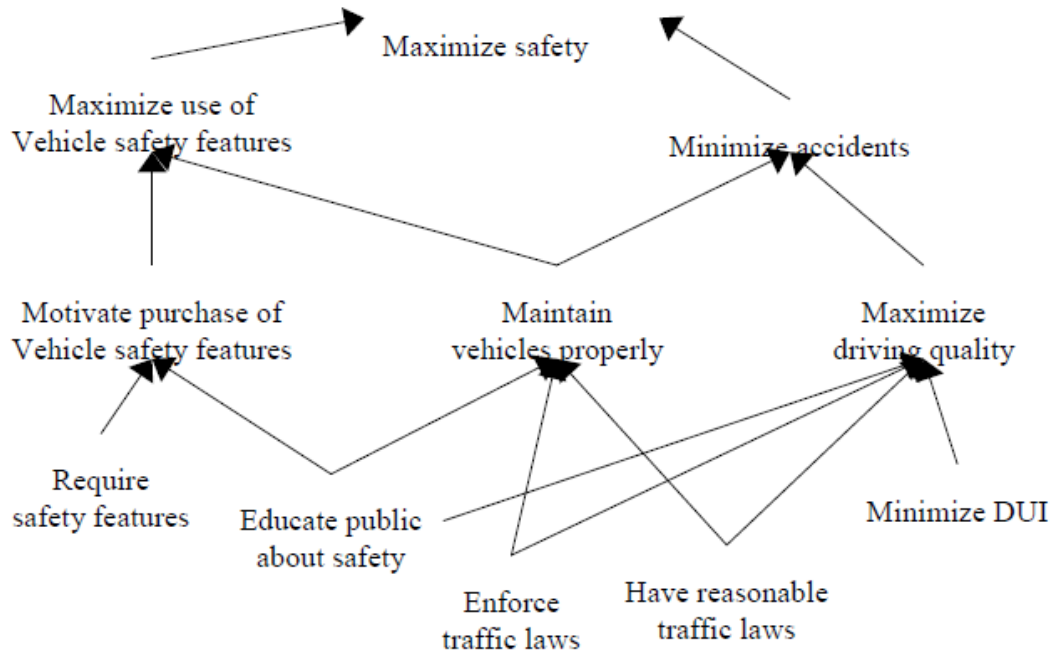 Maximize safety
Maximize use of
Vehicle safety features
Minimize accidents
Motivate purchase of
Vehicle safety features
Maintain
vehicles properly
Maximize
driving quality
Require
safety features
Educate public
about safety
Enforce
traffic laws
Have reasonable
traffic laws
Minimize DUI